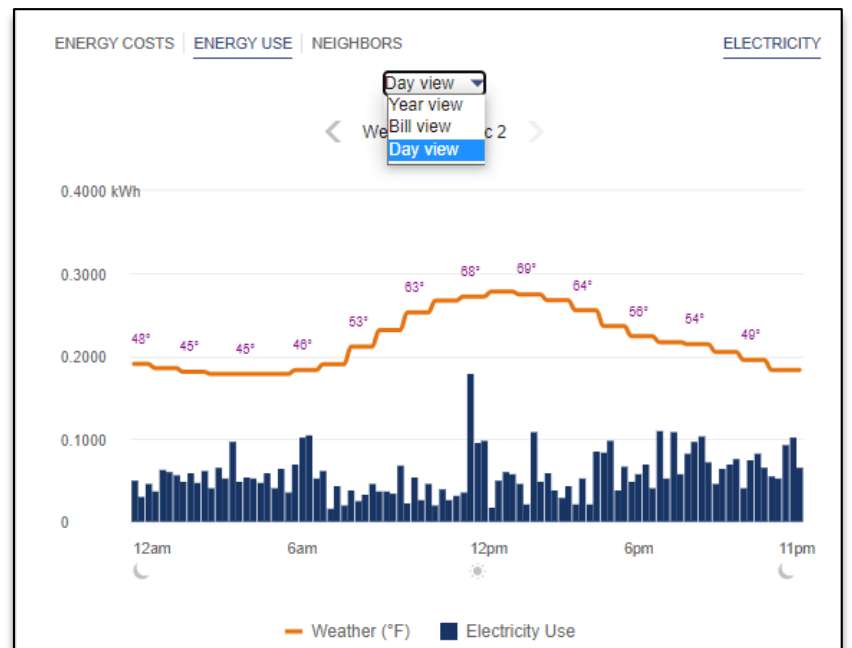 ENERGY COSTS ENERGY USE NEIGHBORS ELECTRICITY
Day view
Year view
Bill view
Day view
We c 2
0.4000 kWh
0.3000
0.2000
0.1000
0
48° 45° 45° 46° 53° 63° 68° 69° 64° 56° 54° 49°
12am 6am 12pm 6pm 11pm
Weather (°F) Electricity Use